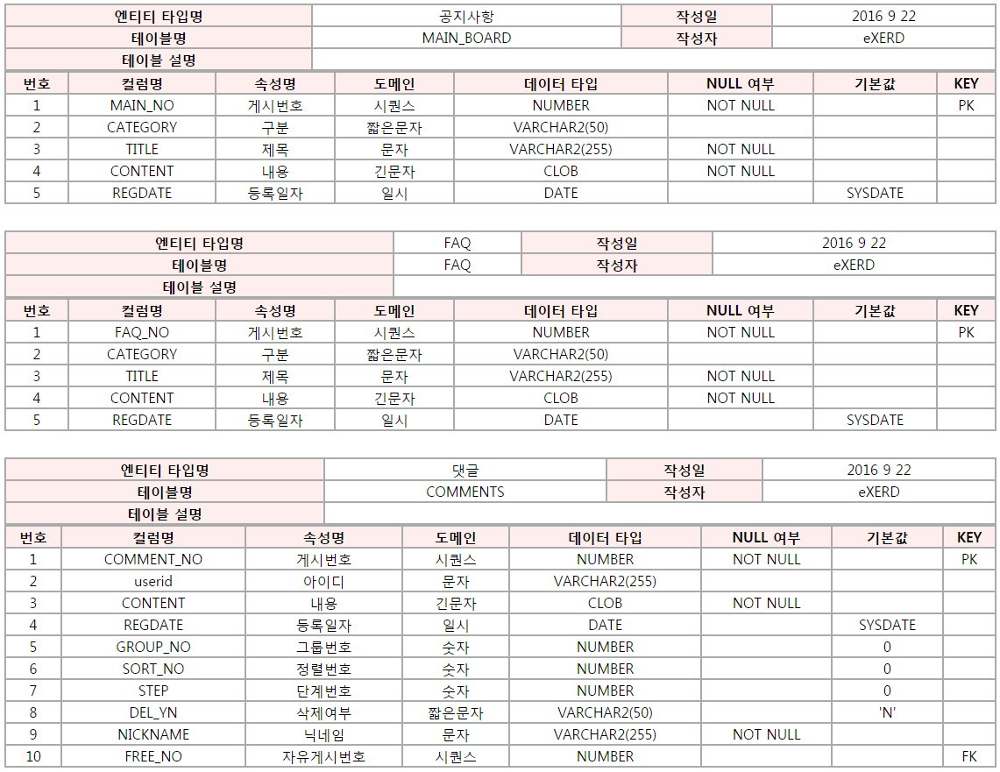 엔티티 타입명 공지사항 작성일 2016 9 22
테이블명 MAIN_BOARD 작성자 eXERD
테이블 설명
번호 컬럼명 속성명 도메인 데이터 타입 NULL 여부 기본값 KEY
1 MAIN_NO 게시번호 시퀀스 NUMBER NOT NULL PK
2 CATEGORY 구분 짧은문자 VARCHAR2(50)
3 TITLE 제목 문자 VARCHAR2(255) NOT NULL
4 CONTENT 내용 긴문자 CLOB NOT NULL
5 REGDATE 등록일자 일시 DATE SYSDATE
엔티티 타입명 FAQ 작성일 2016 9 22
테이블명 FAQ 작성자 eXERD
테이블 설명
번호 컬럼명 속성명 도메인 데이터 타입 NULL 여부 기본값 KEY
1 FAQ_NO 게시번호 시퀀스 NUMBER NOT NULL PK
2 CATEGORY 구분 짧은문자 VARCHAR2(50)
3 TITLE 제목 문자 VARCHAR2(255) NOT NULL
4 CONTENT 내용 긴문자 CLOB NOT NULL
5 REGDATE 등록일자 일시 DATE SYSDATE
엔티티 타입명 댓글 작성일 2016 9 22
테이블명 COMMENTS 작성자 eXERD
테이블 설명
번호 컬럼명 속성명 도메인 데이터 타입 NULL 여부 기본값 KEY
1 COMMENT_NO 게시번호 시퀀스 NUMBER NOT NULL PK
2 userid 아이디 문자 VARCHAR2(255)
3 CONTENT 내용 긴문자 CLOB NOT NULL
4 REGDATE 등록일자 일시 DATE SYSDATE
5 GROUP_NO 그룹번호 숫자 NUMBER 0
6 SORT_NO 정렬번호 숫자 NUMBER 0
7 STEP 단계번호 숫자 NUMBER 0
8 DEL_YN 삭제여부 짧은문자 VARCHAR2(50) 'N'
9 NICKNAME 닉네임 문자 VARCHAR2(255) NOT NULL
10 FREE_NO 자유게시번호 시퀀스 NUMBER FK